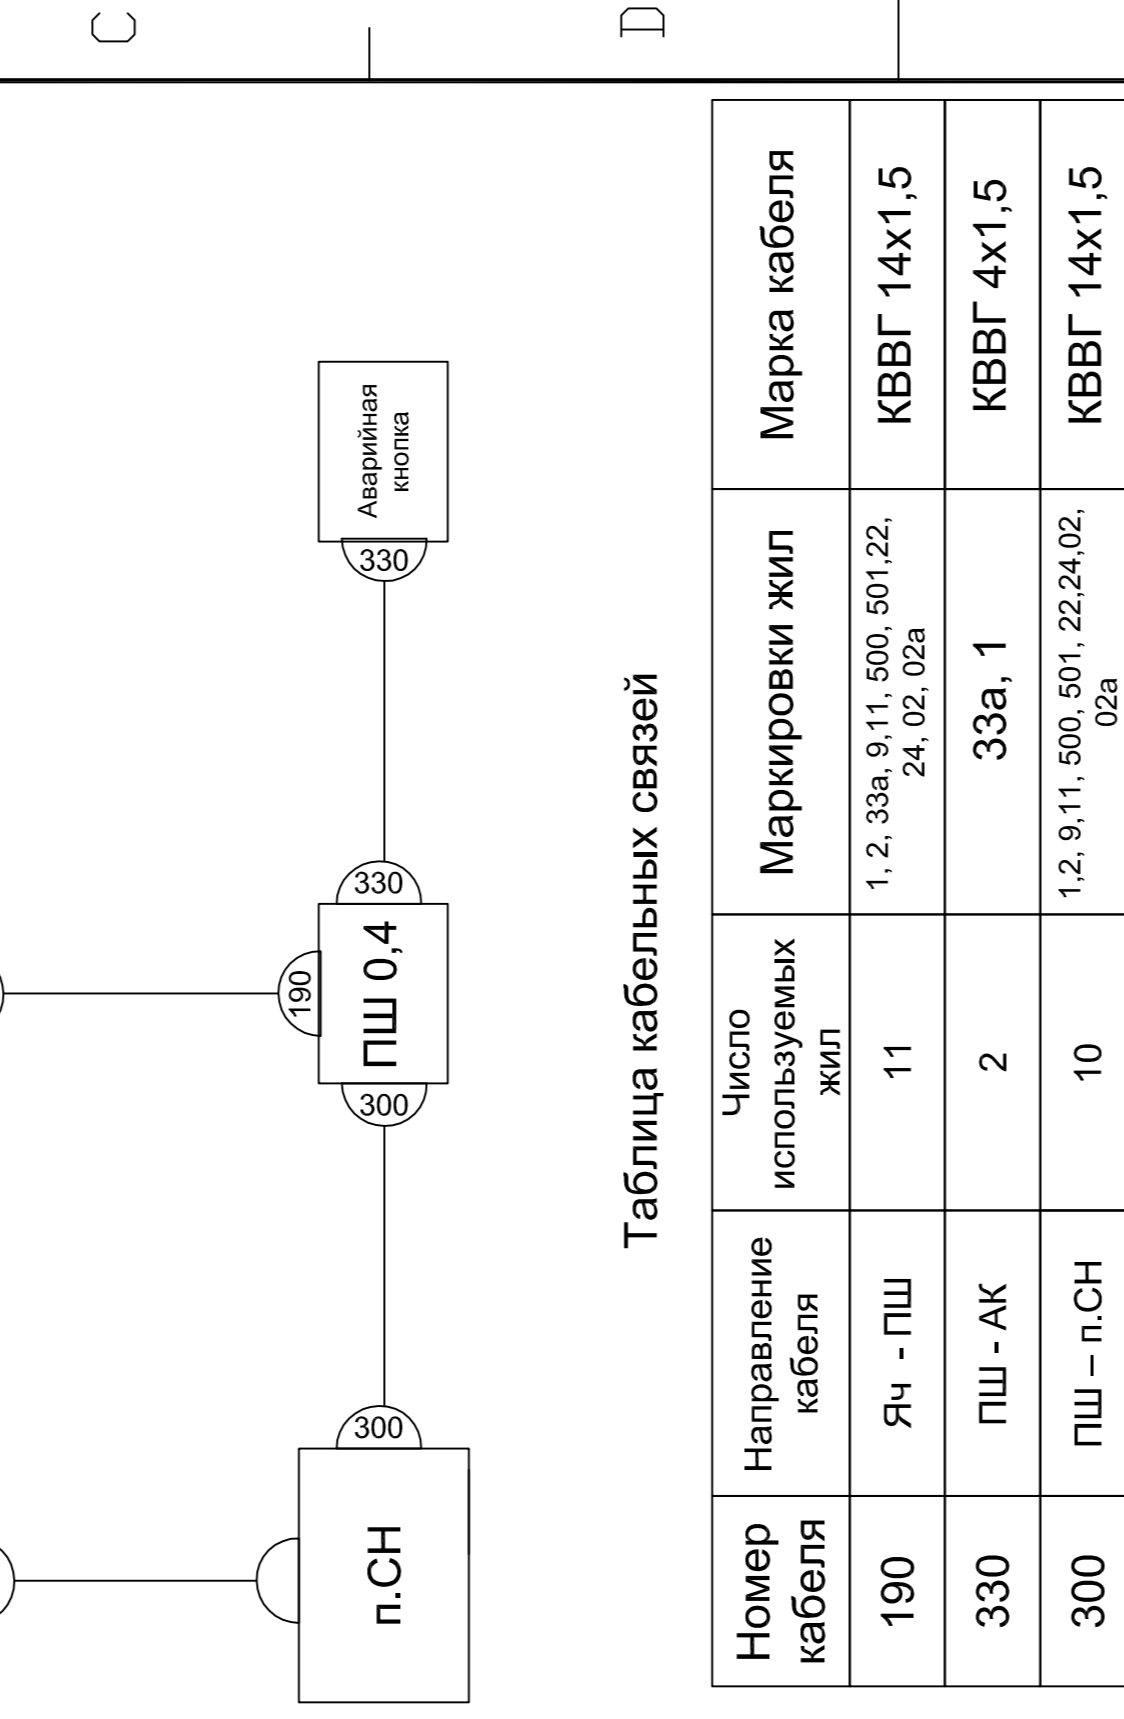 C
D
190
п.СН
300
300
ПШ 0,4
330
330
Аварийная
кнопка
Таблица кабельных связей
Номер
кабеля
Направление
кабеля
Число
используемых
жил
Маркировки жил
Марка кабеля
190
Яч - ПШ
11
1, 2, 33а, 9,11, 500, 501,22,
24, 02, 02а
КВВГ 14х1,5
330
ПШ - АК
2
33а, 1
КВВГ 4х1,5
300
ПШ – п.СН
10
1,2, 9,11, 500, 501, 22,24,02,
02а
КВВГ 14х1,5